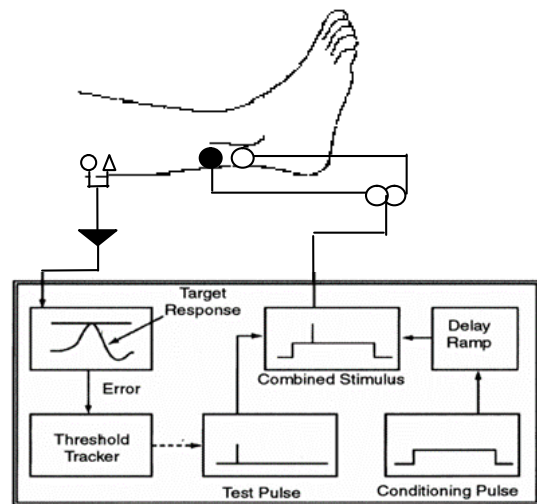 Target
Response
Error
Threshold
Tracker
Test Pulse
Combined Stimulus
Delay
Ramp
Conditioning Pulse